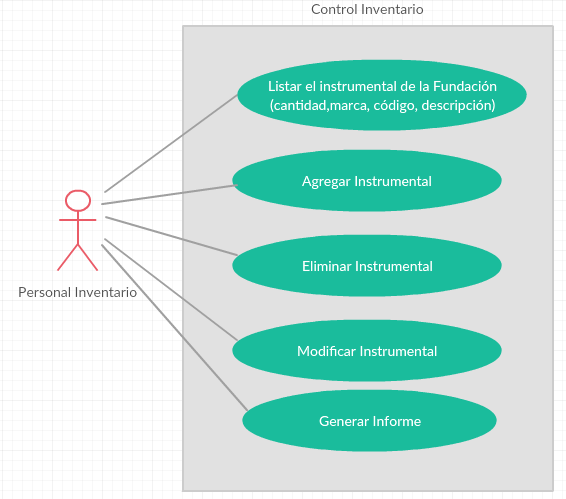 Control Inventario
Listar el instrumental de la Fundación
(cantidad,marca, código, descripción)
Agregar Instrumental
Eliminar Instrumental
Personal Inventario
Modificar Instrumental
Generar Informe